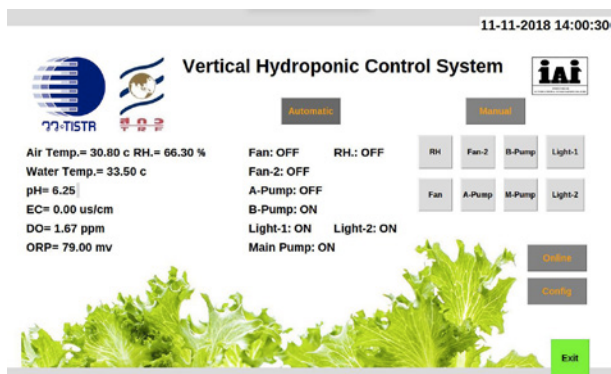 11-11-2018 14:00:30
Vertical Hydroponic Control System
วว-TISTR
iai
Automatic
Manual
Air Temp.= 30.80 c RH.= 66.30 %
Water Temp.= 33.50 c
pH= 6.25
EC= 0.00 us/cm
DO= 1.67 ppm
ORP= 79.00 mv
Fan: OFF RH.: OFF
Fan-2: OFF
A-Pump: OFF
B-Pump: ON
Light-1: ON Light-2: ON
Main Pump: ON
RH Fan-2 B-Pump Light-1
Fan A-Pump M-Pump Light-2
Online
Config
Exit